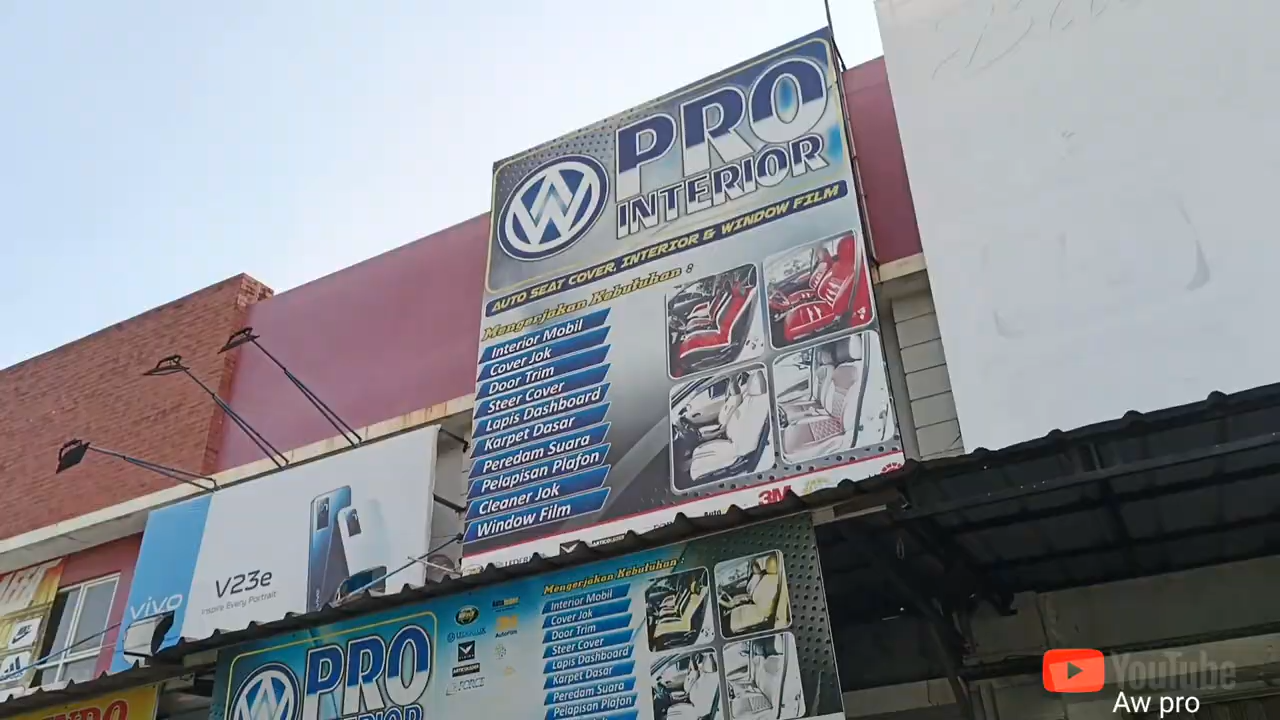 PRO
INTERIOR
AUTO SEAT COVER, INTERIOR & WINDOW FILM
Mengerjakan Kebutuhan :
Interior Mobil
Cover Jok
Door Trim
Steer Cover
Lapis Dashboard
Karpet Dasar
Peredam Suara
Pelapisan Plafon
Cleaner Jok
Window Film
3M
vivo
V23e
Inspire Every Portrait
PRO
INTERIOR
Mengerjakan Kebutuhan :
Interior Mobil
Cover Jok
Door Trim
Steer Cover
Lapis Dashboard
Karpet Dasar
Peredam Suara
Pelapisan Plafon
YouTube
Aw pro